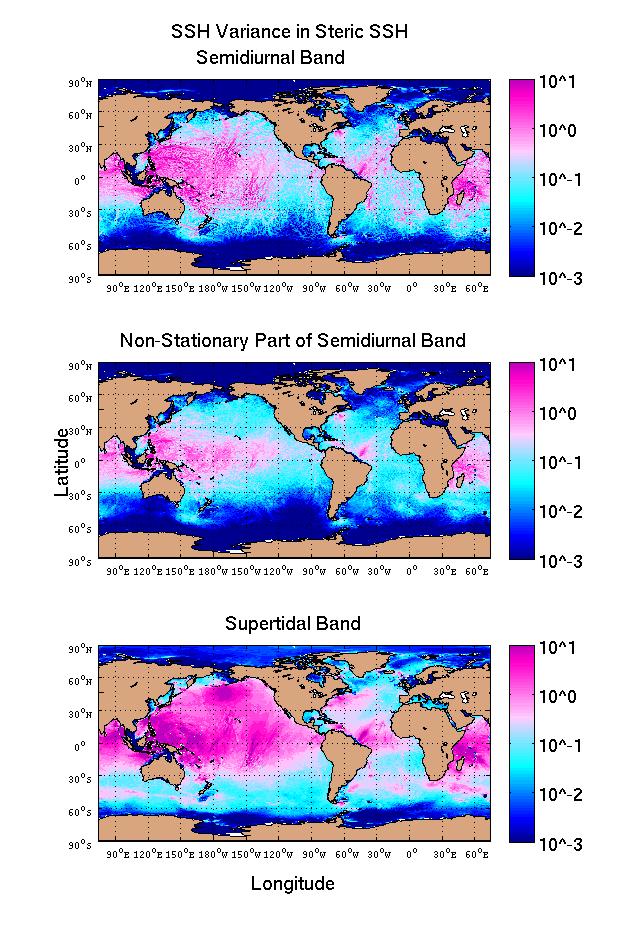 SSH Variance in Steric SSH
Semidiurnal Band
90°N
60°N
30°N
0°
30°S
60°S
90°S
90°E 120°E 150°E 180°W 150°W 120°W 90°W 60°W 30°W 0° 30°E 60°E
10^1
10^0
10^-1
10^-2
10^-3
Non-Stationary Part of Semidiurnal Band
Latitude
90°N
60°N
30°N
0°
30°S
60°S
90°S
90°E 120°E 150°E 180°W 150°W 120°W 90°W 60°W 30°W 0° 30°E 60°E
10^1
10^0
10^-1
10^-2
10^-3
Supertidal Band
90°N
60°N
30°N
0°
30°S
60°S
90°S
90°E 120°E 150°E 180°W 150°W 120°W 90°W 60°W 30°W 0° 30°E 60°E
10^1
10^0
10^-1
10^-2
10^-3
Longitude